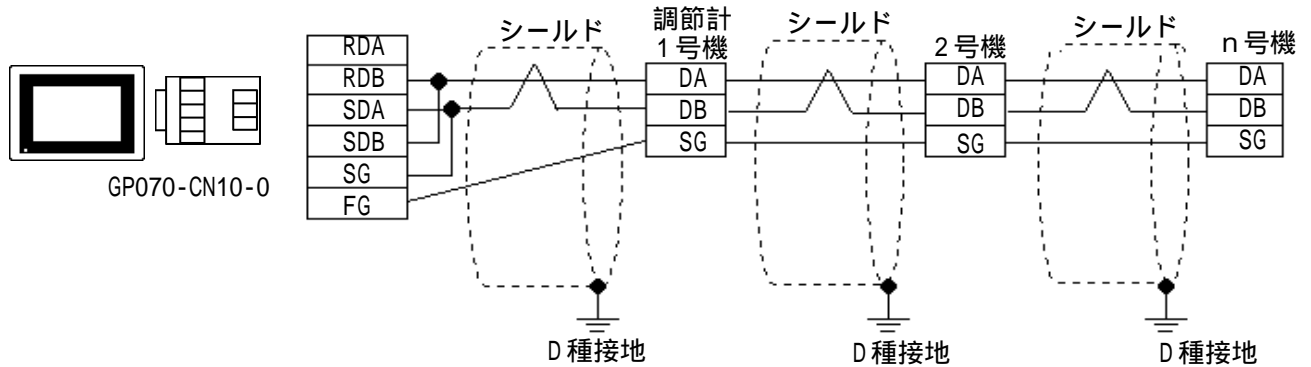 GP070-CN10-0
RDA
RDB
SDA
SDB
SG
FG
シールド
調節計
1号機
DA
DB
SG
シールド
2号機
DA
DB
SG
シールド
n号機
DA
DB
SG
D種接地
D種接地
D種接地